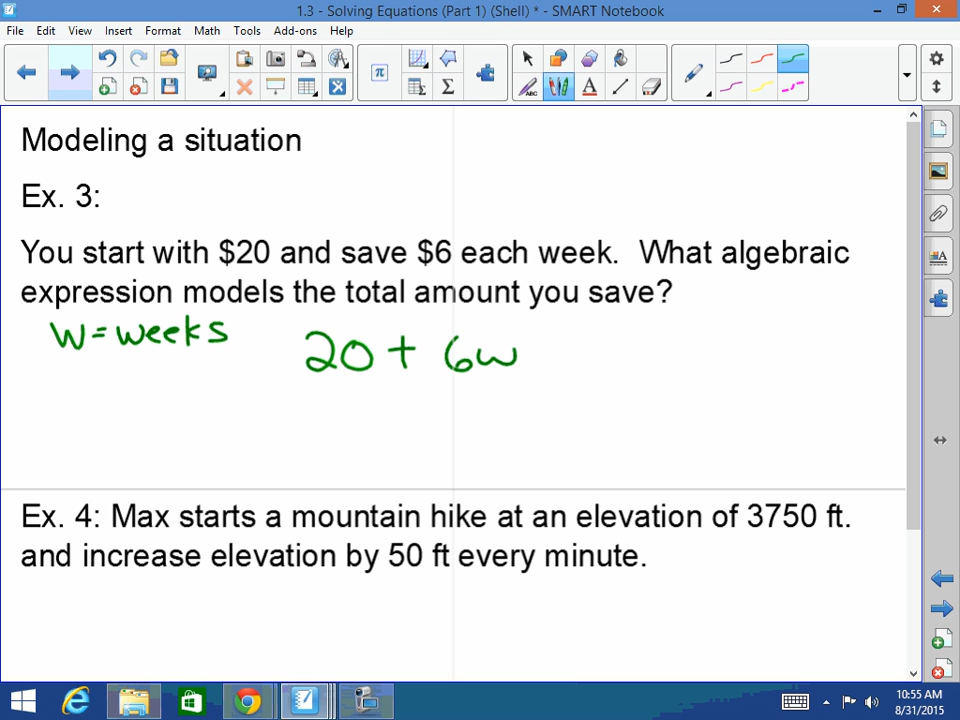 1.3 - Solving Equations (Part 1) (Shell) * - SMART Notebook
File Edit View Insert Format Math Tools Add-ons Help
Modeling a situation
Ex. 3:
You start with $20 and save $6 each week. What algebraic
expression models the total amount you save?
w = weeks 20 + 6w
Ex. 4: Max starts a mountain hike at an elevation of 3750 ft.
and increase elevation by 50 ft every minute.
10:55 AM
8/31/2015